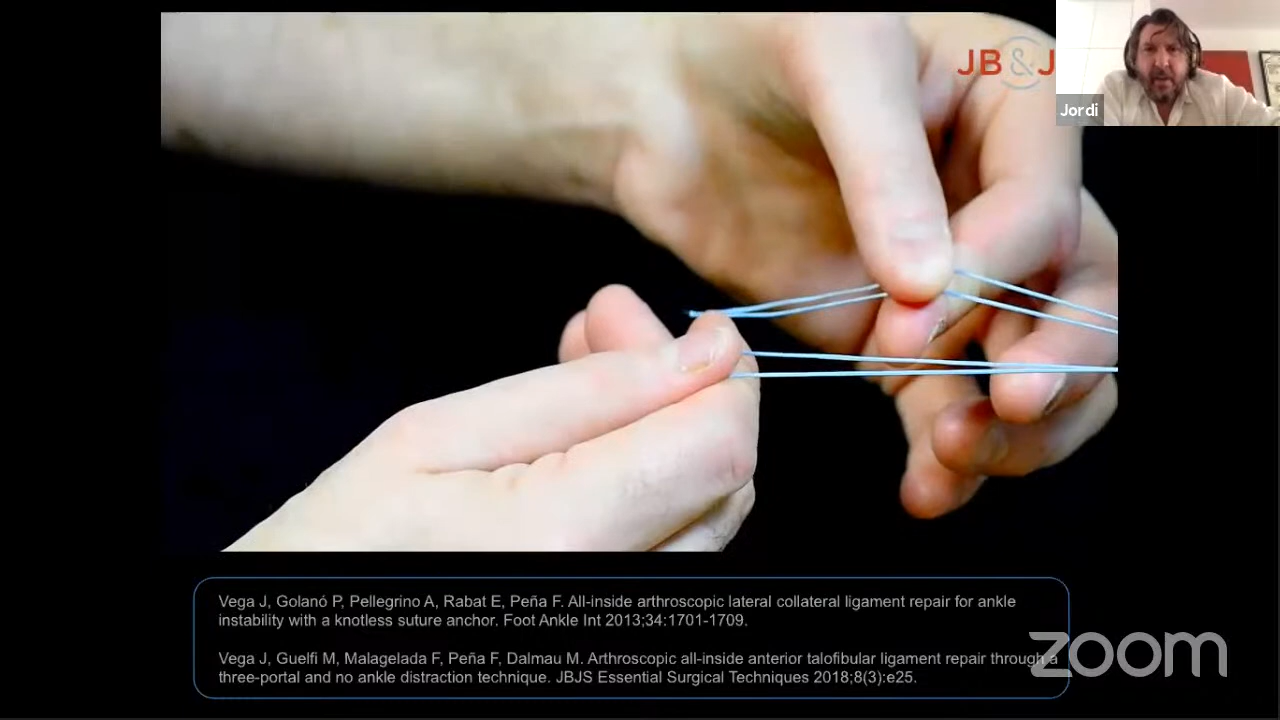 JB&J
Jordi
Vega J, Golanó P, Pellegrino A, Rabat E, Peña F. All-inside arthroscopic lateral collateral ligament repair for ankle
instability with a knotless suture anchor. Foot Ankle Int 2013;34:1701-1709.
Vega J, Guelfi M, Malagelada F, Peña F, Dalmau M. Arthroscopic all-inside anterior talofibular ligament repair through a
three-portal and no ankle distraction technique. JBJS Essential Surgical Techniques 2018;8(3):e25.
zoom